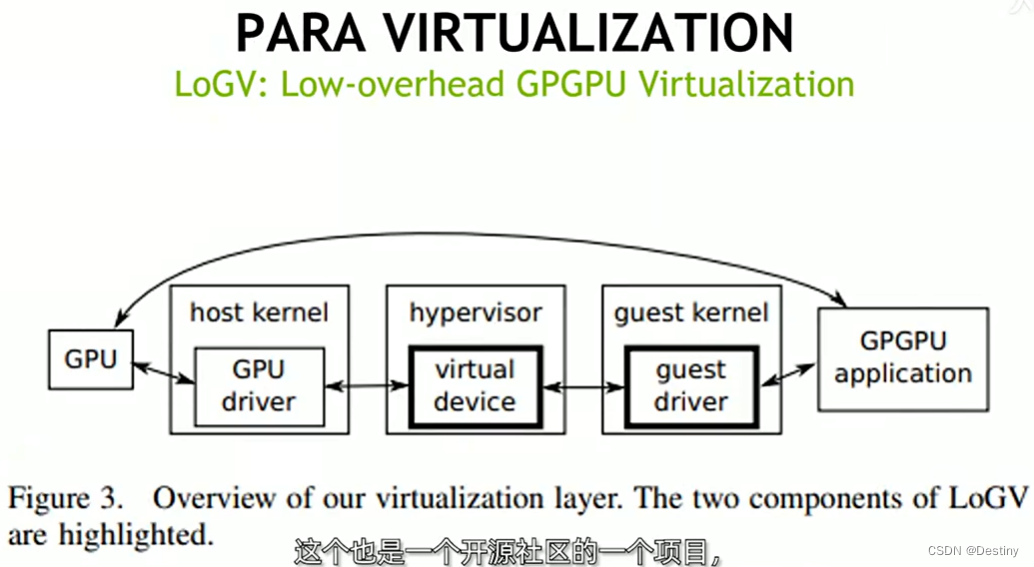 PARA VIRTUALIZATION
LoGV: Low-overhead GPGPU Virtualization
host kernel
hypervisor
guest kernel
GPU
GPU
driver
virtual
device
guest
driver
GPGPU
application
Figure 3. Overview of our virtualization layer. The two components of LoGV
are highlighted.
这个也是一个开源社区的一个项目，
CSDN @Destiny